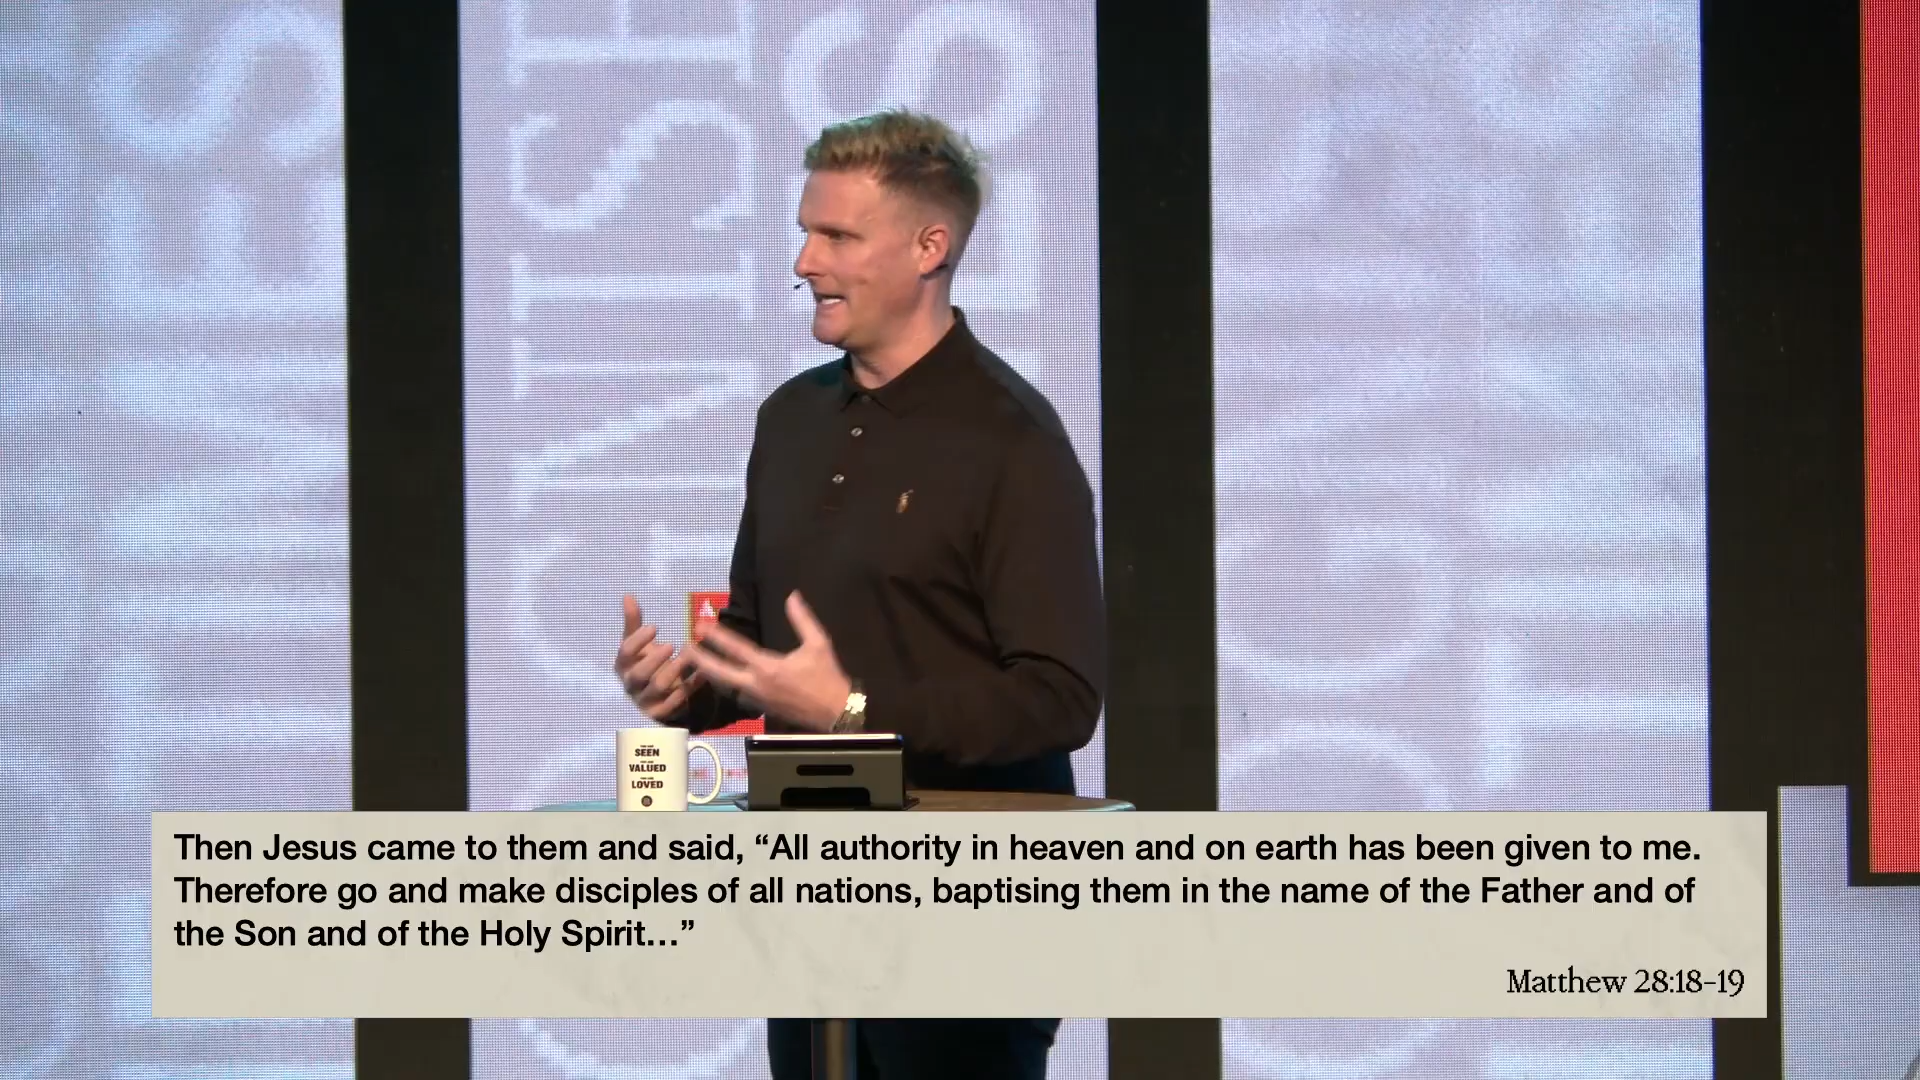 SEEN
VALUED
LOVED
Then Jesus came to them and said, “All authority in heaven and on earth has been given to me.
Therefore go and make disciples of all nations, baptising them in the name of the Father and of
the Son and of the Holy Spirit…”
Matthew 28:18-19